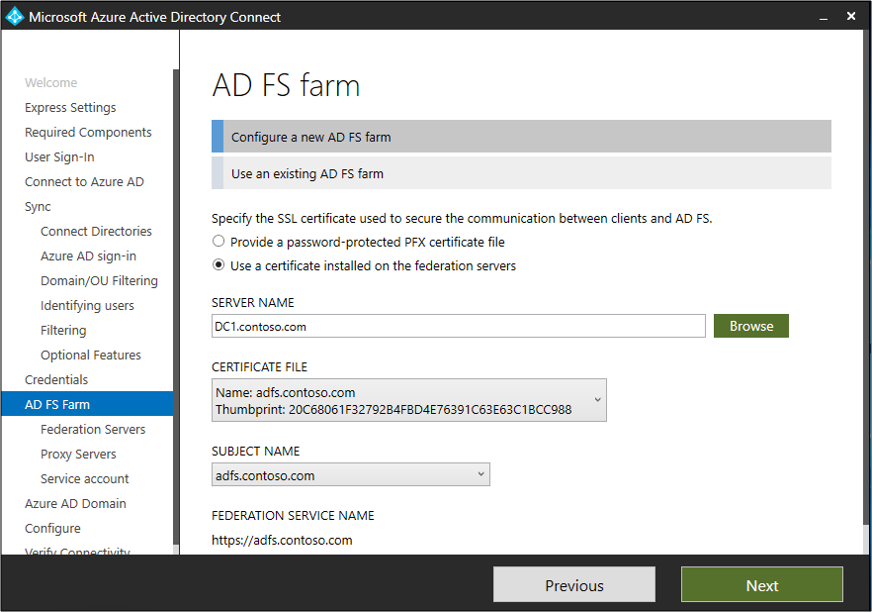 Microsoft Azure Active Directory Connect
Welcome
Express Settings
Required Components
User Sign-In
Connect to Azure AD
Sync
Connect Directories
Azure AD sign-in
Domain/OU Filtering
Identifying users
Filtering
Optional Features
Credentials
AD FS Farm
Federation Servers
Proxy Servers
Service account
Azure AD Domain
Configure
Verify Connectivity
AD FS farm
Configure a new AD FS farm
Use an existing AD FS farm
Specify the SSL certificate used to secure the communication between clients and AD FS.
Provide a password-protected PFX certificate file
Use a certificate installed on the federation servers
SERVER NAME
DC1.contoso.com
Browse
CERTIFICATE FILE
Name: adfs.contoso.com
Thumbprint: 20C68061F32792B4FBD4E76391C63E63C1BCC988
SUBJECT NAME
adfs.contoso.com
FEDERATION SERVICE NAME
https://adfs.contoso.com
Previous
Next